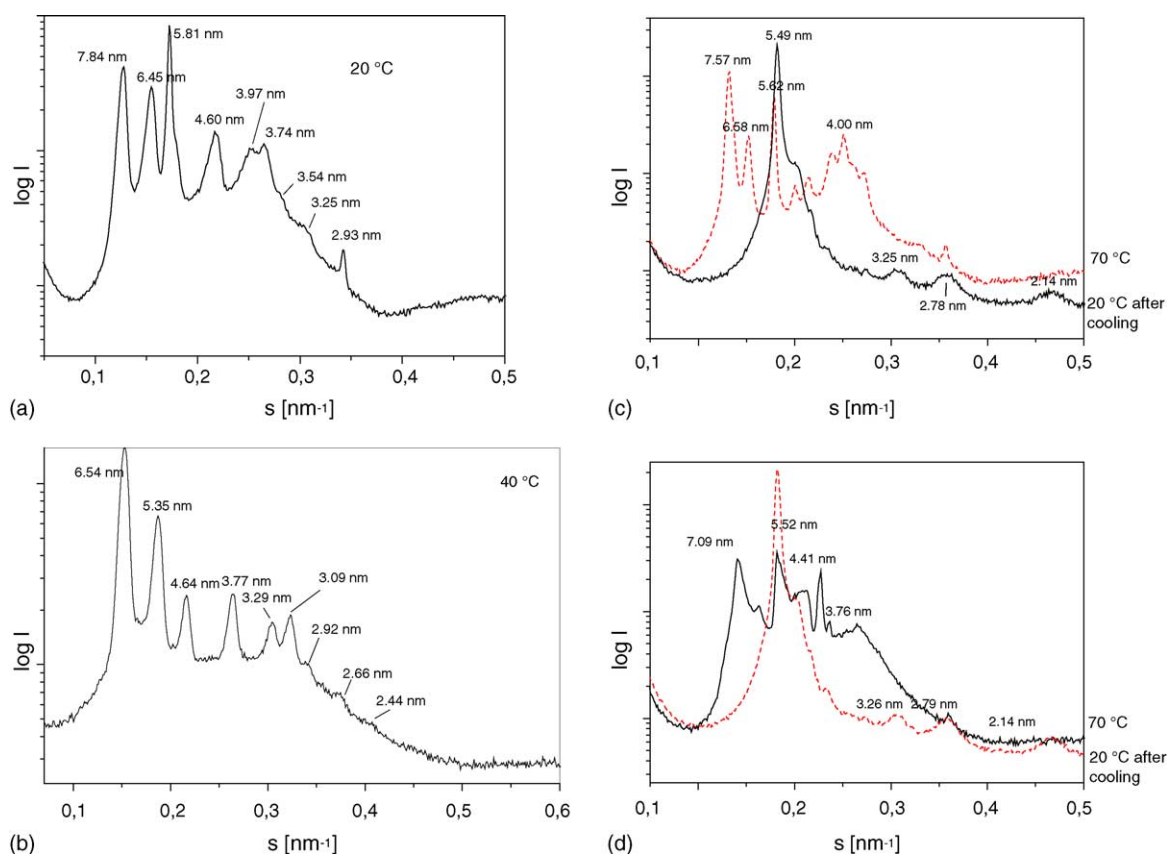 20 °C
7.84 nm
6.45 nm
5.81 nm
4.60 nm
3.97 nm
3.74 nm
3.54 nm
3.25 nm
2.93 nm
log I
0,1 0,2 0,3 0,4 0,5
s [nm-1]
(a)
40 °C
6.54 nm
5.35 nm
4.64 nm
3.77 nm
3.29 nm
3.09 nm
2.92 nm
2.66 nm
2.44 nm
log I
0,1 0,2 0,3 0,4 0,5 0,6
s [nm-1]
(b)
7.57 nm
6.68 nm
5.49 nm
5.62 nm
4.00 nm
3.25 nm
2.78 nm
2.14 nm
70 °C
20 °C after
cooling
log I
0,1 0,2 0,3 0,4 0,5
s [nm-1]
(c)
7.09 nm
5.52 nm
4.41 nm
3.76 nm
3.26 nm
2.79 nm
2.14 nm
70 °C
20 °C after
cooling
log I
0,1 0,2 0,3 0,4 0,5
s [nm-1]
(d)